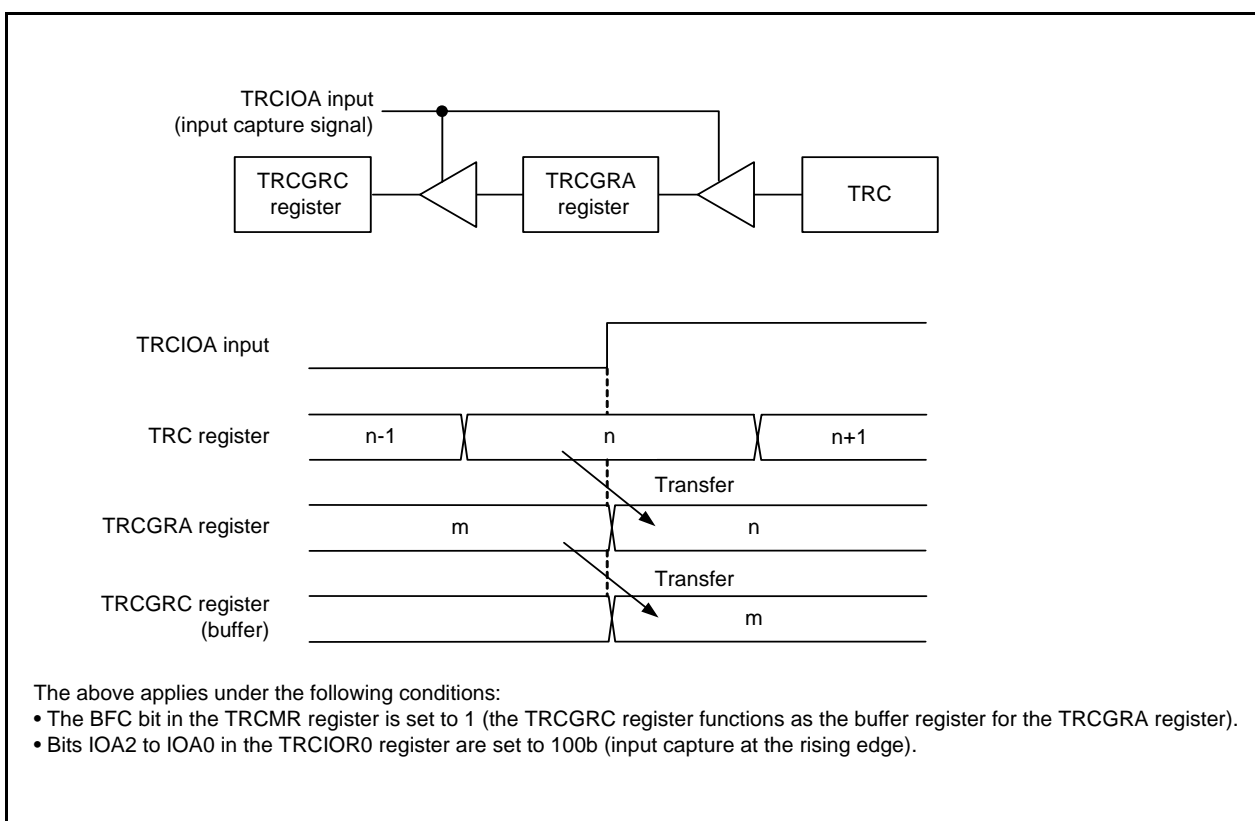 TRCIOA input
(input capture signal)
TRCGRC
register
TRCGRA
register
TRC
TRCIOA input
TRC register
n-1
n
n+1
Transfer
TRCGRA register
m
n
Transfer
TRCGRC register
(buffer)
m
The above applies under the following conditions:
• The BFC bit in the TRCMR register is set to 1 (the TRCGRC register functions as the buffer register for the TRCGRA register).
• Bits IOA2 to IOA0 in the TRCIOR0 register are set to 100b (input capture at the rising edge).